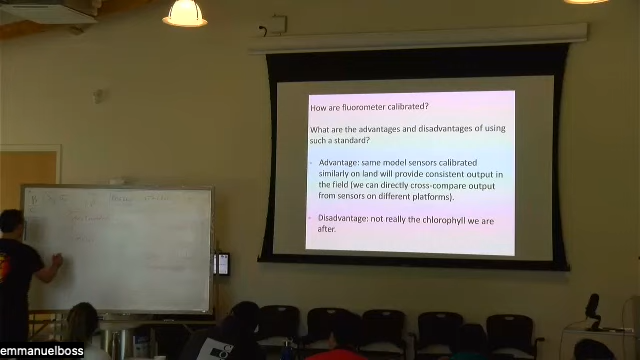 How are fluorometer calibrated?
What are the advantages and disadvantages of using
such a standard?
- Advantage: same model sensors calibrated
similarly on land will provide consistent output in
the field (we can directly cross-compare output
from sensors on different platforms).
- Disadvantage: not really the chlorophyll we are
after.
emmanuelboss